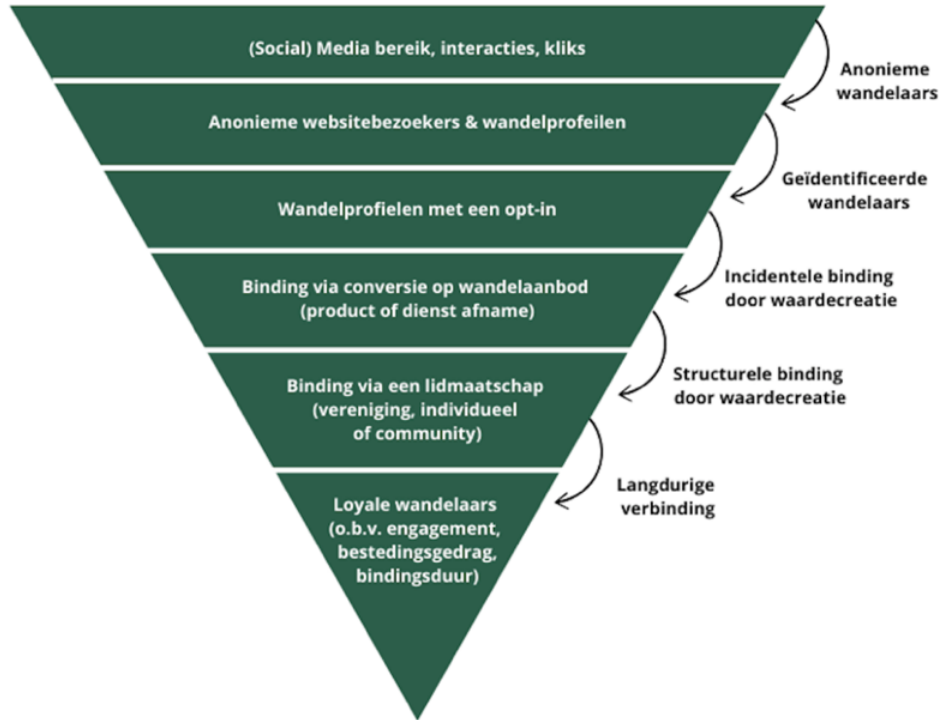 (Social) Media bereik, interacties, kliks
Anonieme
wandelaars
Anonieme websitebezoekers & wandelprofeilen
Geïdentificeerde
wandelaars
Wandelprofielen met een opt-in
Incidentele binding
door waardecreatie
Binding via conversie op wandelaanbod
(product of dienst afname)
Structurele binding
door waardecreatie
Binding via een lidmaatschap
(vereniging, individueel
of community)
Langdurige
verbinding
Loyale wandelaars
(o.b.v. engagement,
bestedingsgedrag,
bindingsduur)